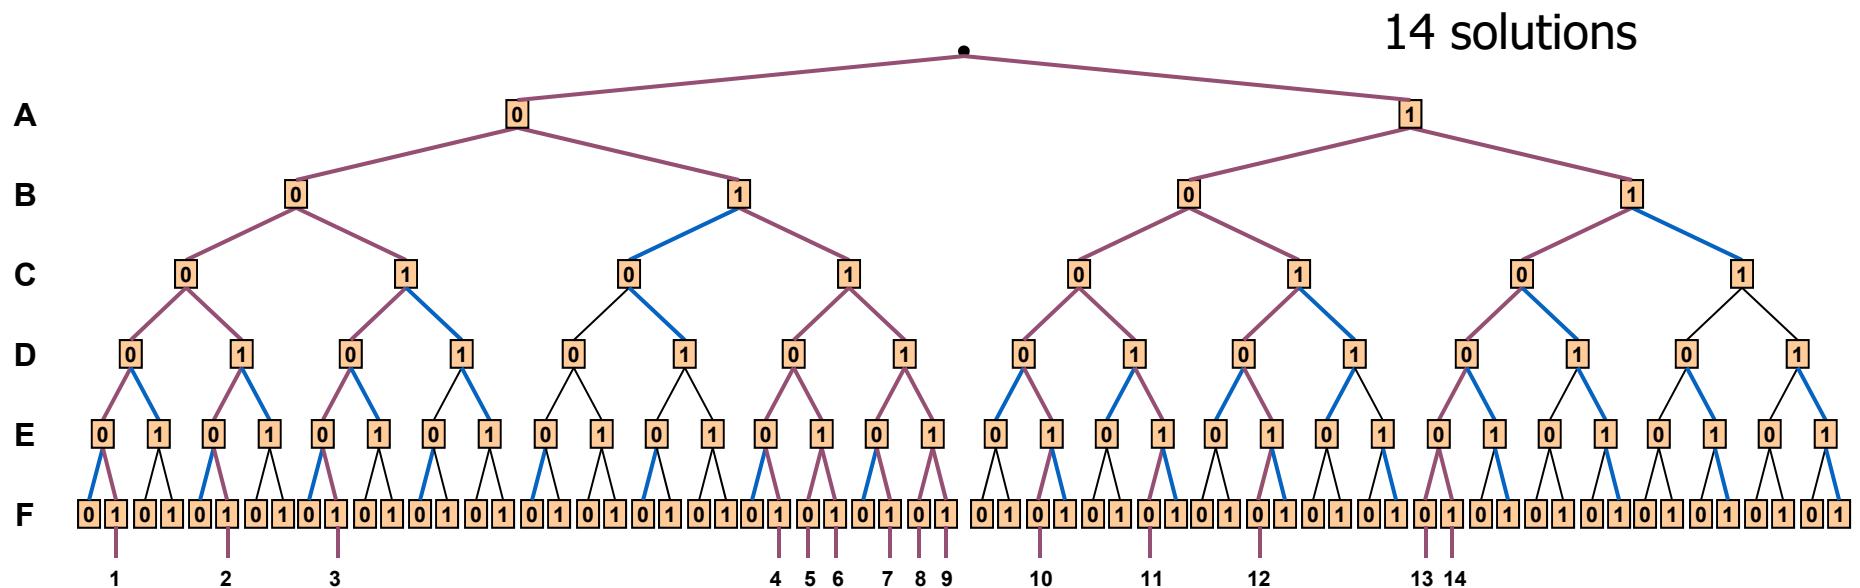 14 solutions
A 0 1
B 0 1 0 1
C 0 1 0 1 0 1 0 1
D 0 1 0 1 0 1 0 1 0 1 0 1 0 1 0 1
E 0 1 0 1 0 1 0 1 0 1 0 1 0 1 0 1 0 1 0 1 0 1 0 1 0 1 0 1 0 1 0 1
F 0 1 0 1 0 1 0 1 0 1 0 1 0 1 0 1 0 1 0 1 0 1 0 1 0 1 0 1 0 1 0 1 0 1 0 1 0 1 0 1 0 1 0 1 0 1 0 1 0 1 0 1 0 1 0 1 0 1 0 1 0 1 0 1
1 2 3 4 5 6 7 8 9 10 11 12 13 14